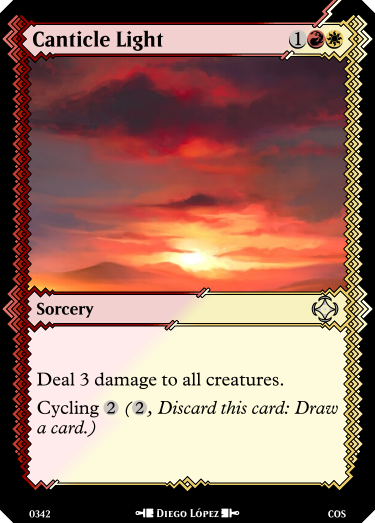 Canticle Light 1
Sorcery
Deal 3 damage to all creatures.
Cycling 2 (2, Discard this card: Draw
a card.)
0342 Diego López COS